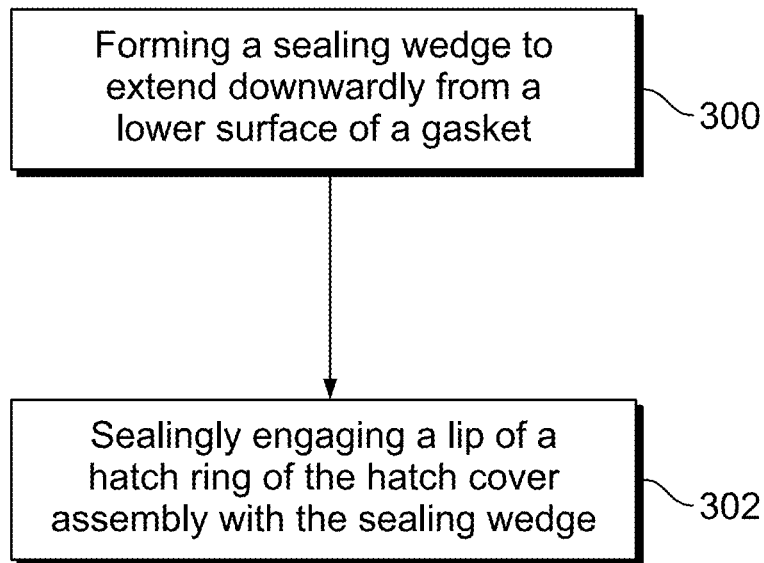 Forming a sealing wedge to
extend downwardly from a
lower surface of a gasket
300
Sealingly engaging a lip of a
hatch ring of the hatch cover
assembly with the sealing wedge
302